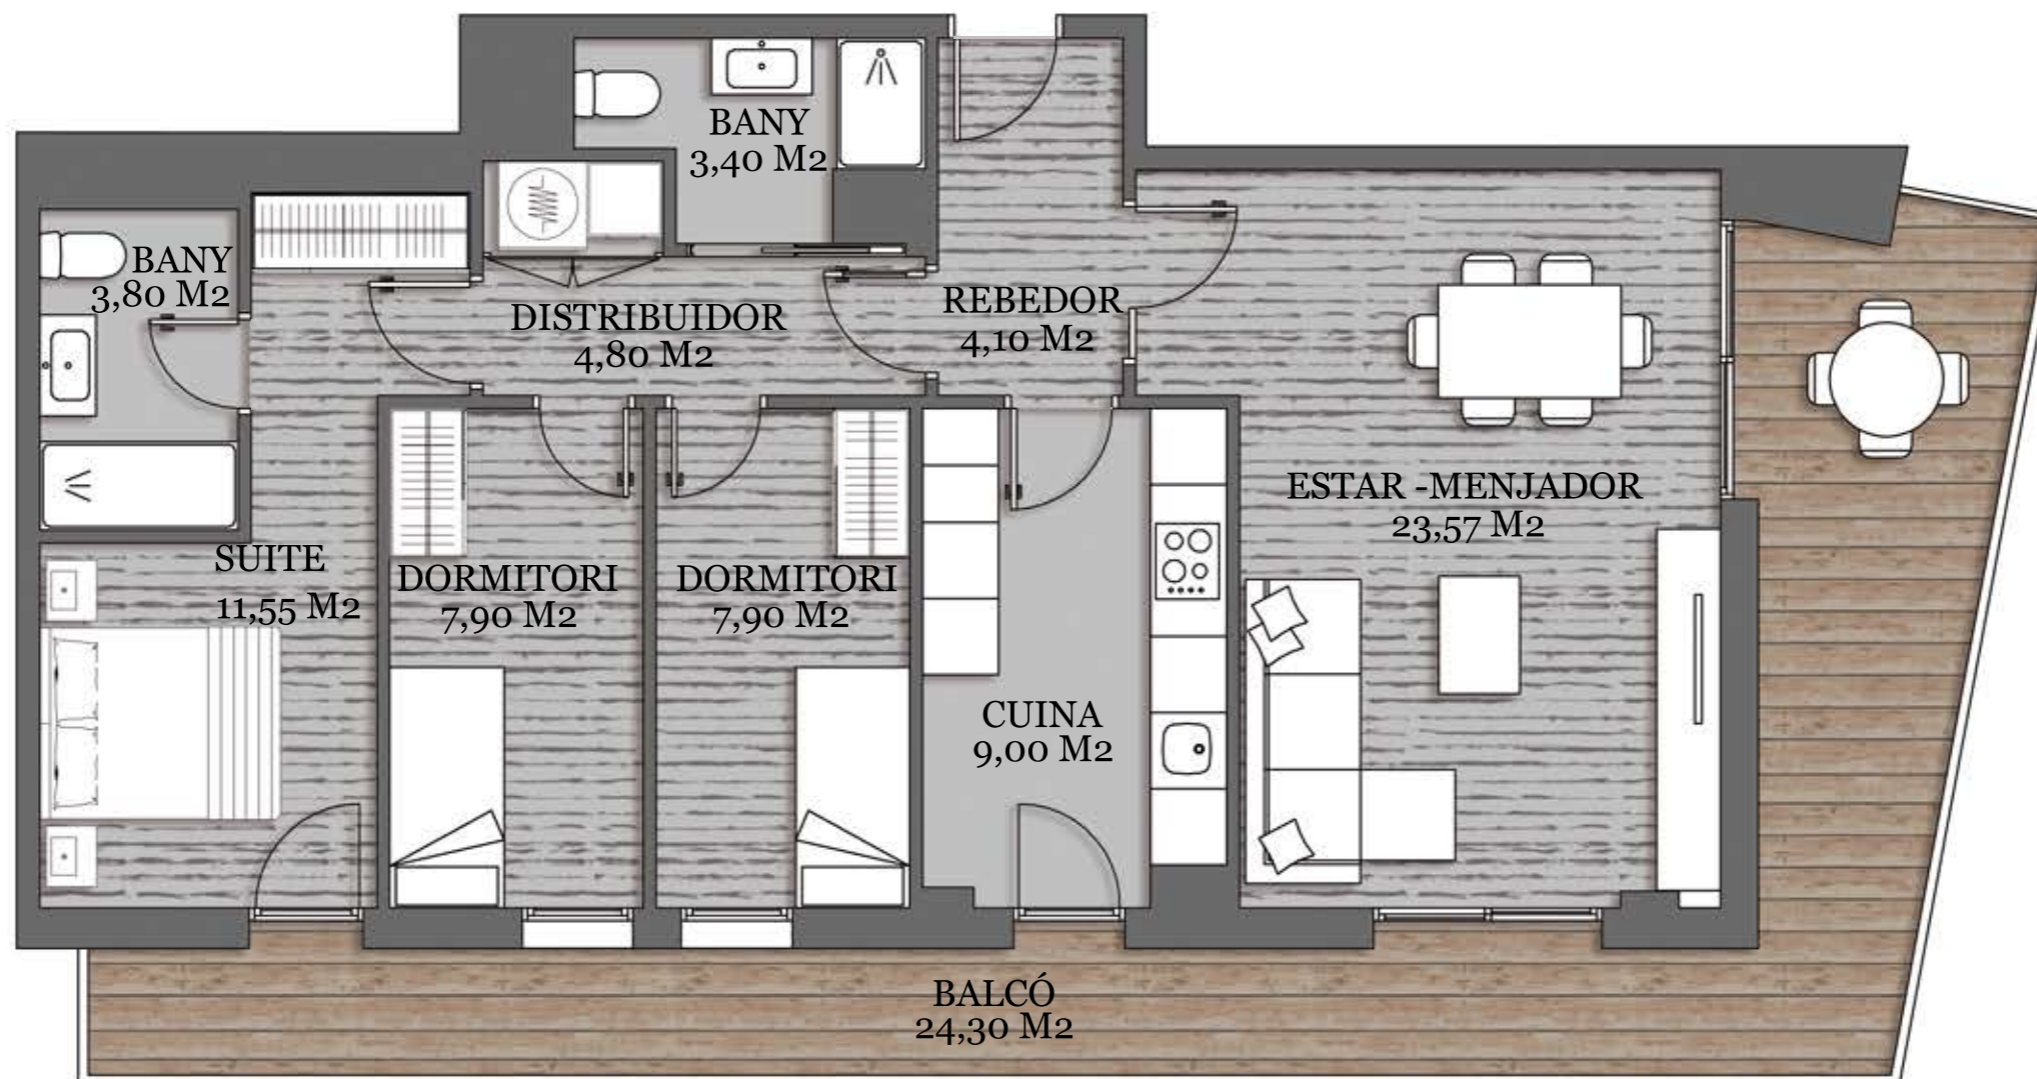 BANY
3,40 M2
BANY
3,80 M2
DISTRIBUIDOR
4,80 M2
REBEDOR
4,10 M2
ESTAR -MENJADOR
23,57 M2
SUITE
11,55 M2
DORMITORI
7,90 M2
DORMITORI
7,90 M2
CUINA
9,00 M2
BALCÓ
24,30 M2